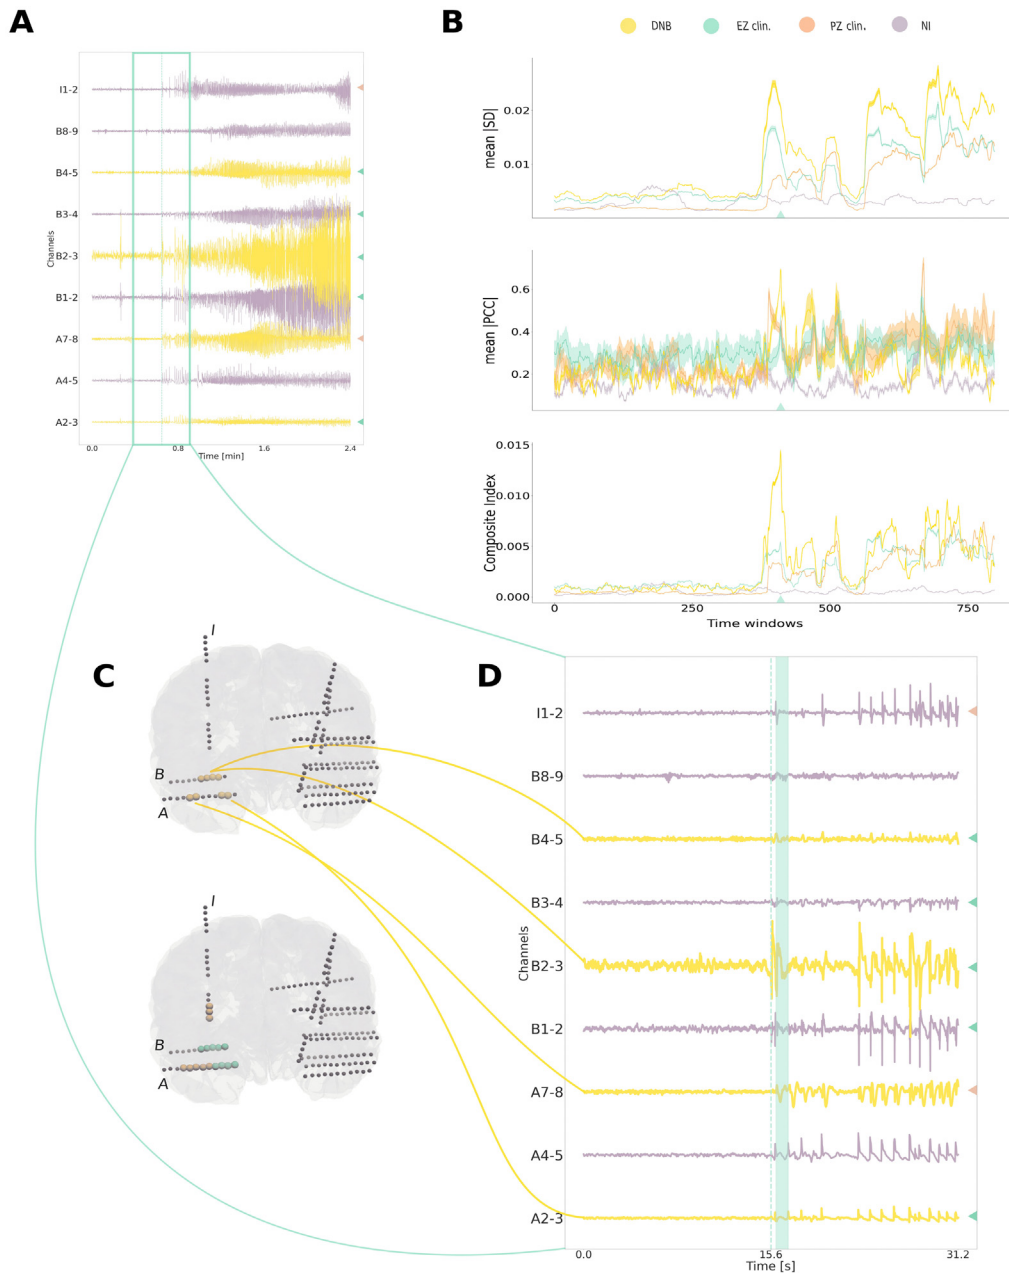 A
I1-2
B8-9
B4-5
B3-4
B2-3
B1-2
A7-8
A4-5
A2-3
Channels
0.0 0.8 1.6 2.4
Time [min]
B
DNB EZ clin. PZ clin. NI
mean |SD|
0.02
0.01
mean |PCC|
0.6
0.4
0.2
Composite Index
0.015
0.010
0.005
0.000
0 250 500 750
Time windows
C
I
B
A
I
B
A
D
I1-2
B8-9
B4-5
B3-4
B2-3
B1-2
A7-8
A4-5
A2-3
Channels
0.0 15.6 31.2
Time [s]